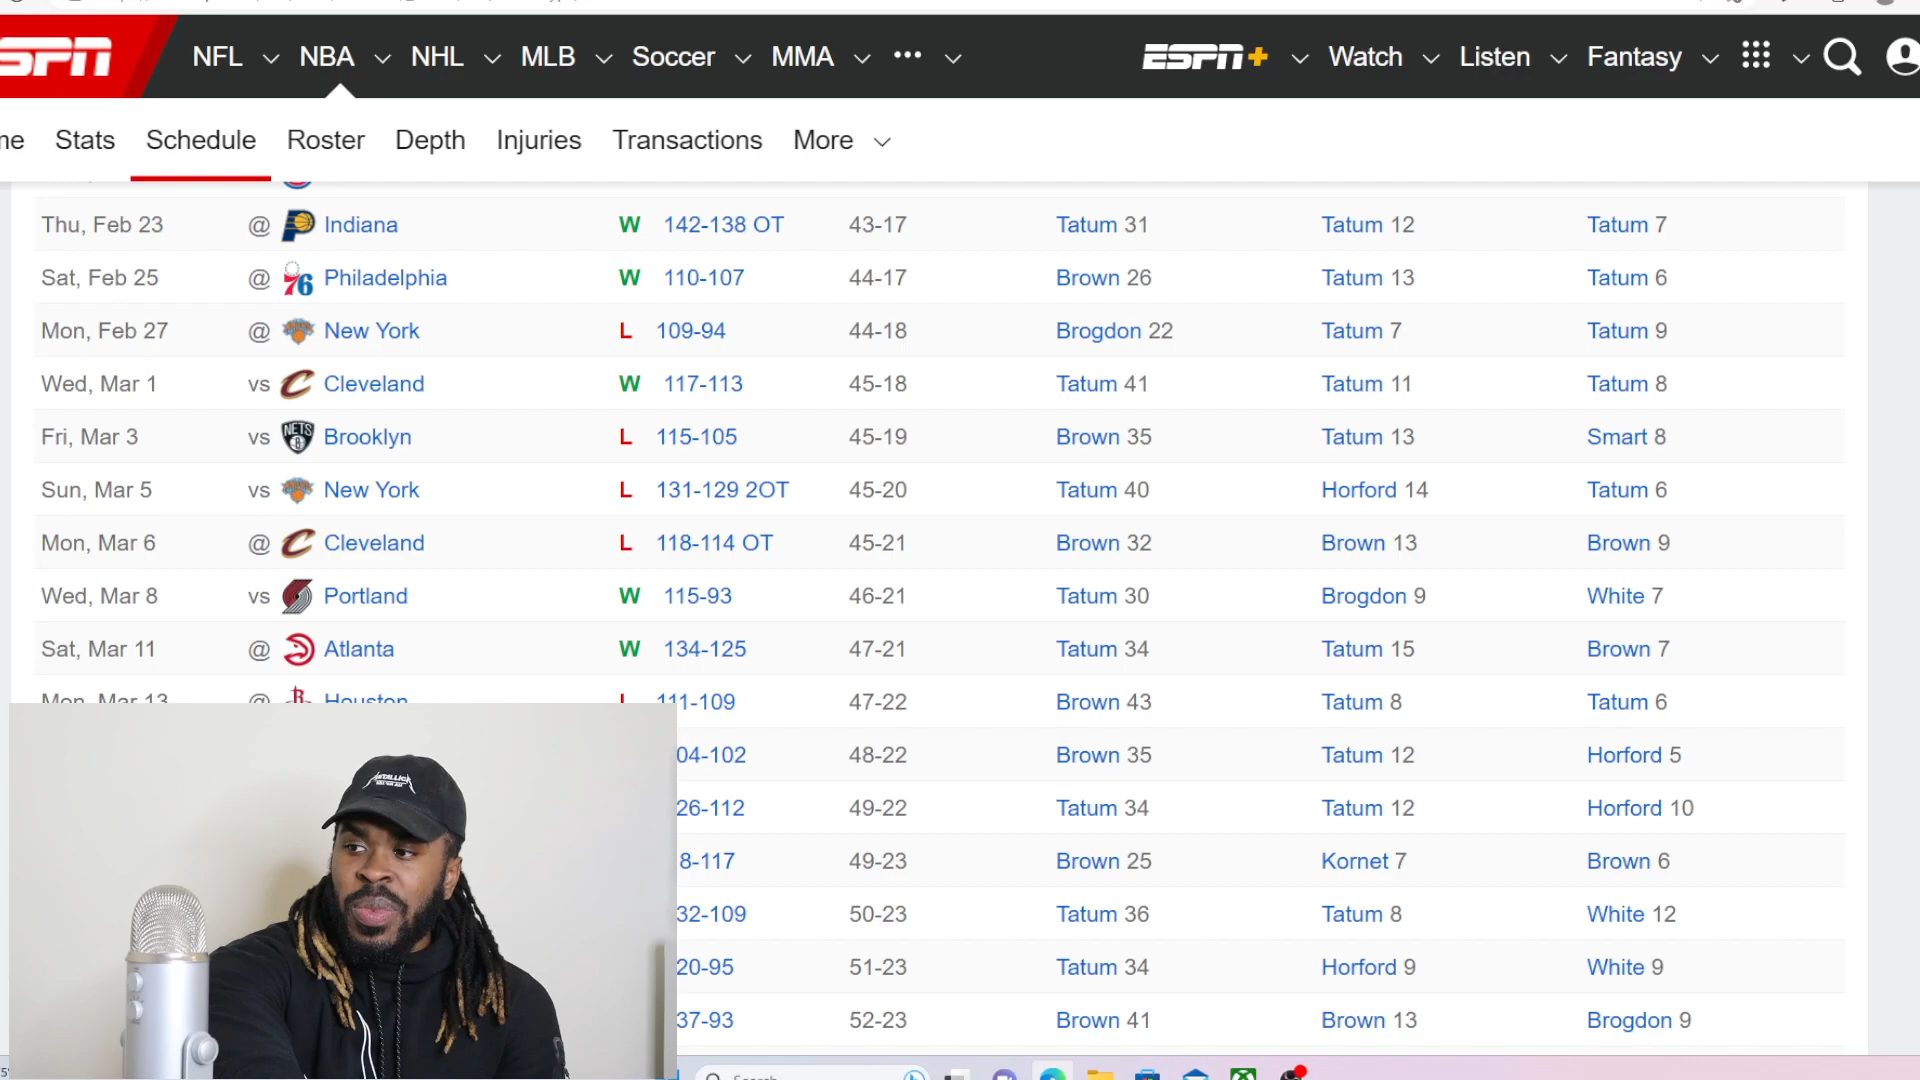 NFL NBA NHL MLB Soccer MMA ••• ESPN+ Watch Listen Fantasy
Stats Schedule Roster Depth Injuries Transactions More
Thu, Feb 23 @ Indiana W 142-138 OT 43-17 Tatum 31 Tatum 12 Tatum 7
Sat, Feb 25 @ 76 Philadelphia W 110-107 44-17 Brown 26 Tatum 13 Tatum 6
Mon, Feb 27 @ New York L 109-94 44-18 Brogdon 22 Tatum 7 Tatum 9
Wed, Mar 1 vs C Cleveland W 117-113 45-18 Tatum 41 Tatum 11 Tatum 8
Fri, Mar 3 vs NETS B Brooklyn L 115-105 45-19 Brown 35 Tatum 13 Smart 8
Sun, Mar 5 vs New York L 131-129 2OT 45-20 Tatum 40 Horford 14 Tatum 6
Mon, Mar 6 @ C Cleveland L 118-114 OT 45-21 Brown 32 Brown 13 Brown 9
Wed, Mar 8 vs Portland W 115-93 46-21 Tatum 30 Brogdon 9 White 7
Sat, Mar 11 @ Atlanta W 134-125 47-21 Tatum 34 Tatum 15 Brown 7
Mon, Mar 13 @ R Houston L 111-109 47-22 Brown 43 Tatum 8 Tatum 6
04-102 48-22 Brown 35 Tatum 12 Horford 5
26-112 49-22 Tatum 34 Tatum 12 Horford 10
8-117 49-23 Brown 25 Kornet 7 Brown 6
32-109 50-23 Tatum 36 Tatum 8 White 12
20-95 51-23 Tatum 34 Horford 9 White 9
37-93 52-23 Brown 41 Brown 13 Brogdon 9
METALLICA
Search